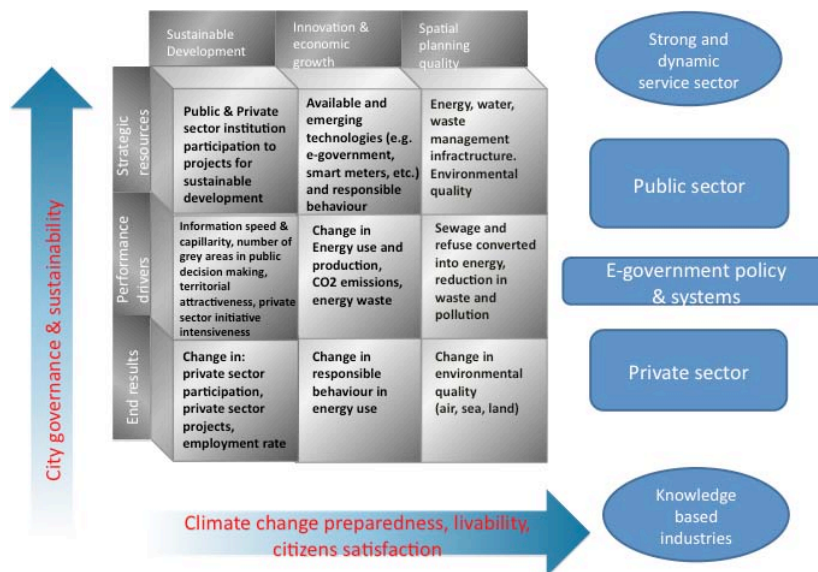 Sustainable
Development
Innovation &
economic
growth
Spatial
planning
quality
Strategic
resources
Public & Private
sector institution
participation to
projects for
sustainable
development
Available and
emerging
technologies (e.g.
e-government,
smart meters, etc.)
and responsible
behaviour
Energy, water,
waste
management
infractructure.
Environmental
quality
Performance
drivers
Information speed &
capillarity, number of
grey areas in public
decision making,
territorial
attractiveness, private
sector initiative
intensiveness
Change in
Energy use and
production,
CO2 emissions,
energy waste
Sewage and
refuse converted
into energy,
reduction in
waste and
pollution
End results
Change in:
private sector
participation,
private sector
projects,
employment rate
Change in
responsible
behaviour in
energy use
Change in
environmental
quality
(air, sea, land)
City governance & sustainability
Climate change preparedness, livability,
citizens satisfaction
Strong and
dynamic
service sector
Public sector
E-government policy
& systems
Private sector
Knowledge
based
industries